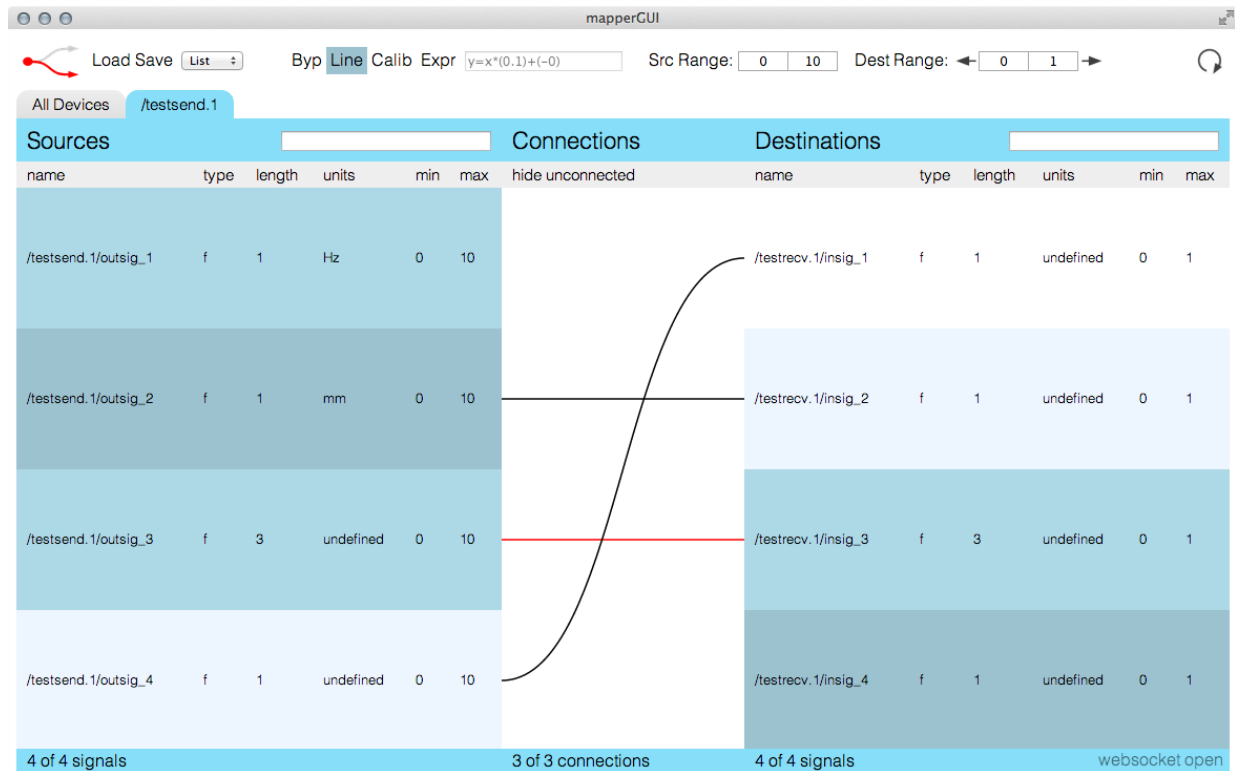 mapperGUI
Load Save List Byp Line Calib Expr y=x*(0.1)+(-0) Src Range: 0 10 Dest Range: 0 1
All Devices /testsend.1
Sources Connections Destinations
name type length units min max hide unconnected name type length units min max
/testsend.1/outsig_1 f 1 Hz 0 10 /testrecv.1/insig_1 f 1 undefined 0 1
/testsend.1/outsig_2 f 1 mm 0 10 /testrecv.1/insig_2 f 1 undefined 0 1
/testsend.1/outsig_3 f 3 undefined 0 10 /testrecv.1/insig_3 f 3 undefined 0 1
/testsend.1/outsig_4 f 1 undefined 0 10 /testrecv.1/insig_4 f 1 undefined 0 1
4 of 4 signals 3 of 3 connections 4 of 4 signals websocket open